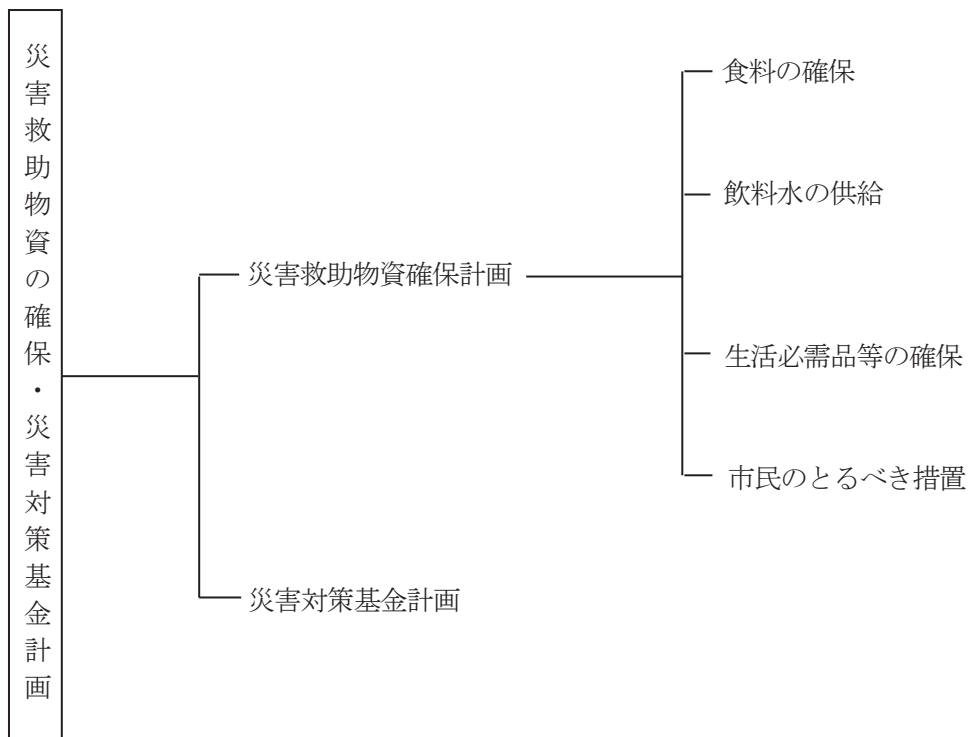 災害救助物資の確保・災害対策基金計画
災害救助物資確保計画
食料の確保
飲料水の供給
生活必需品等の確保
市民のとるべき措置
災害対策基金計画